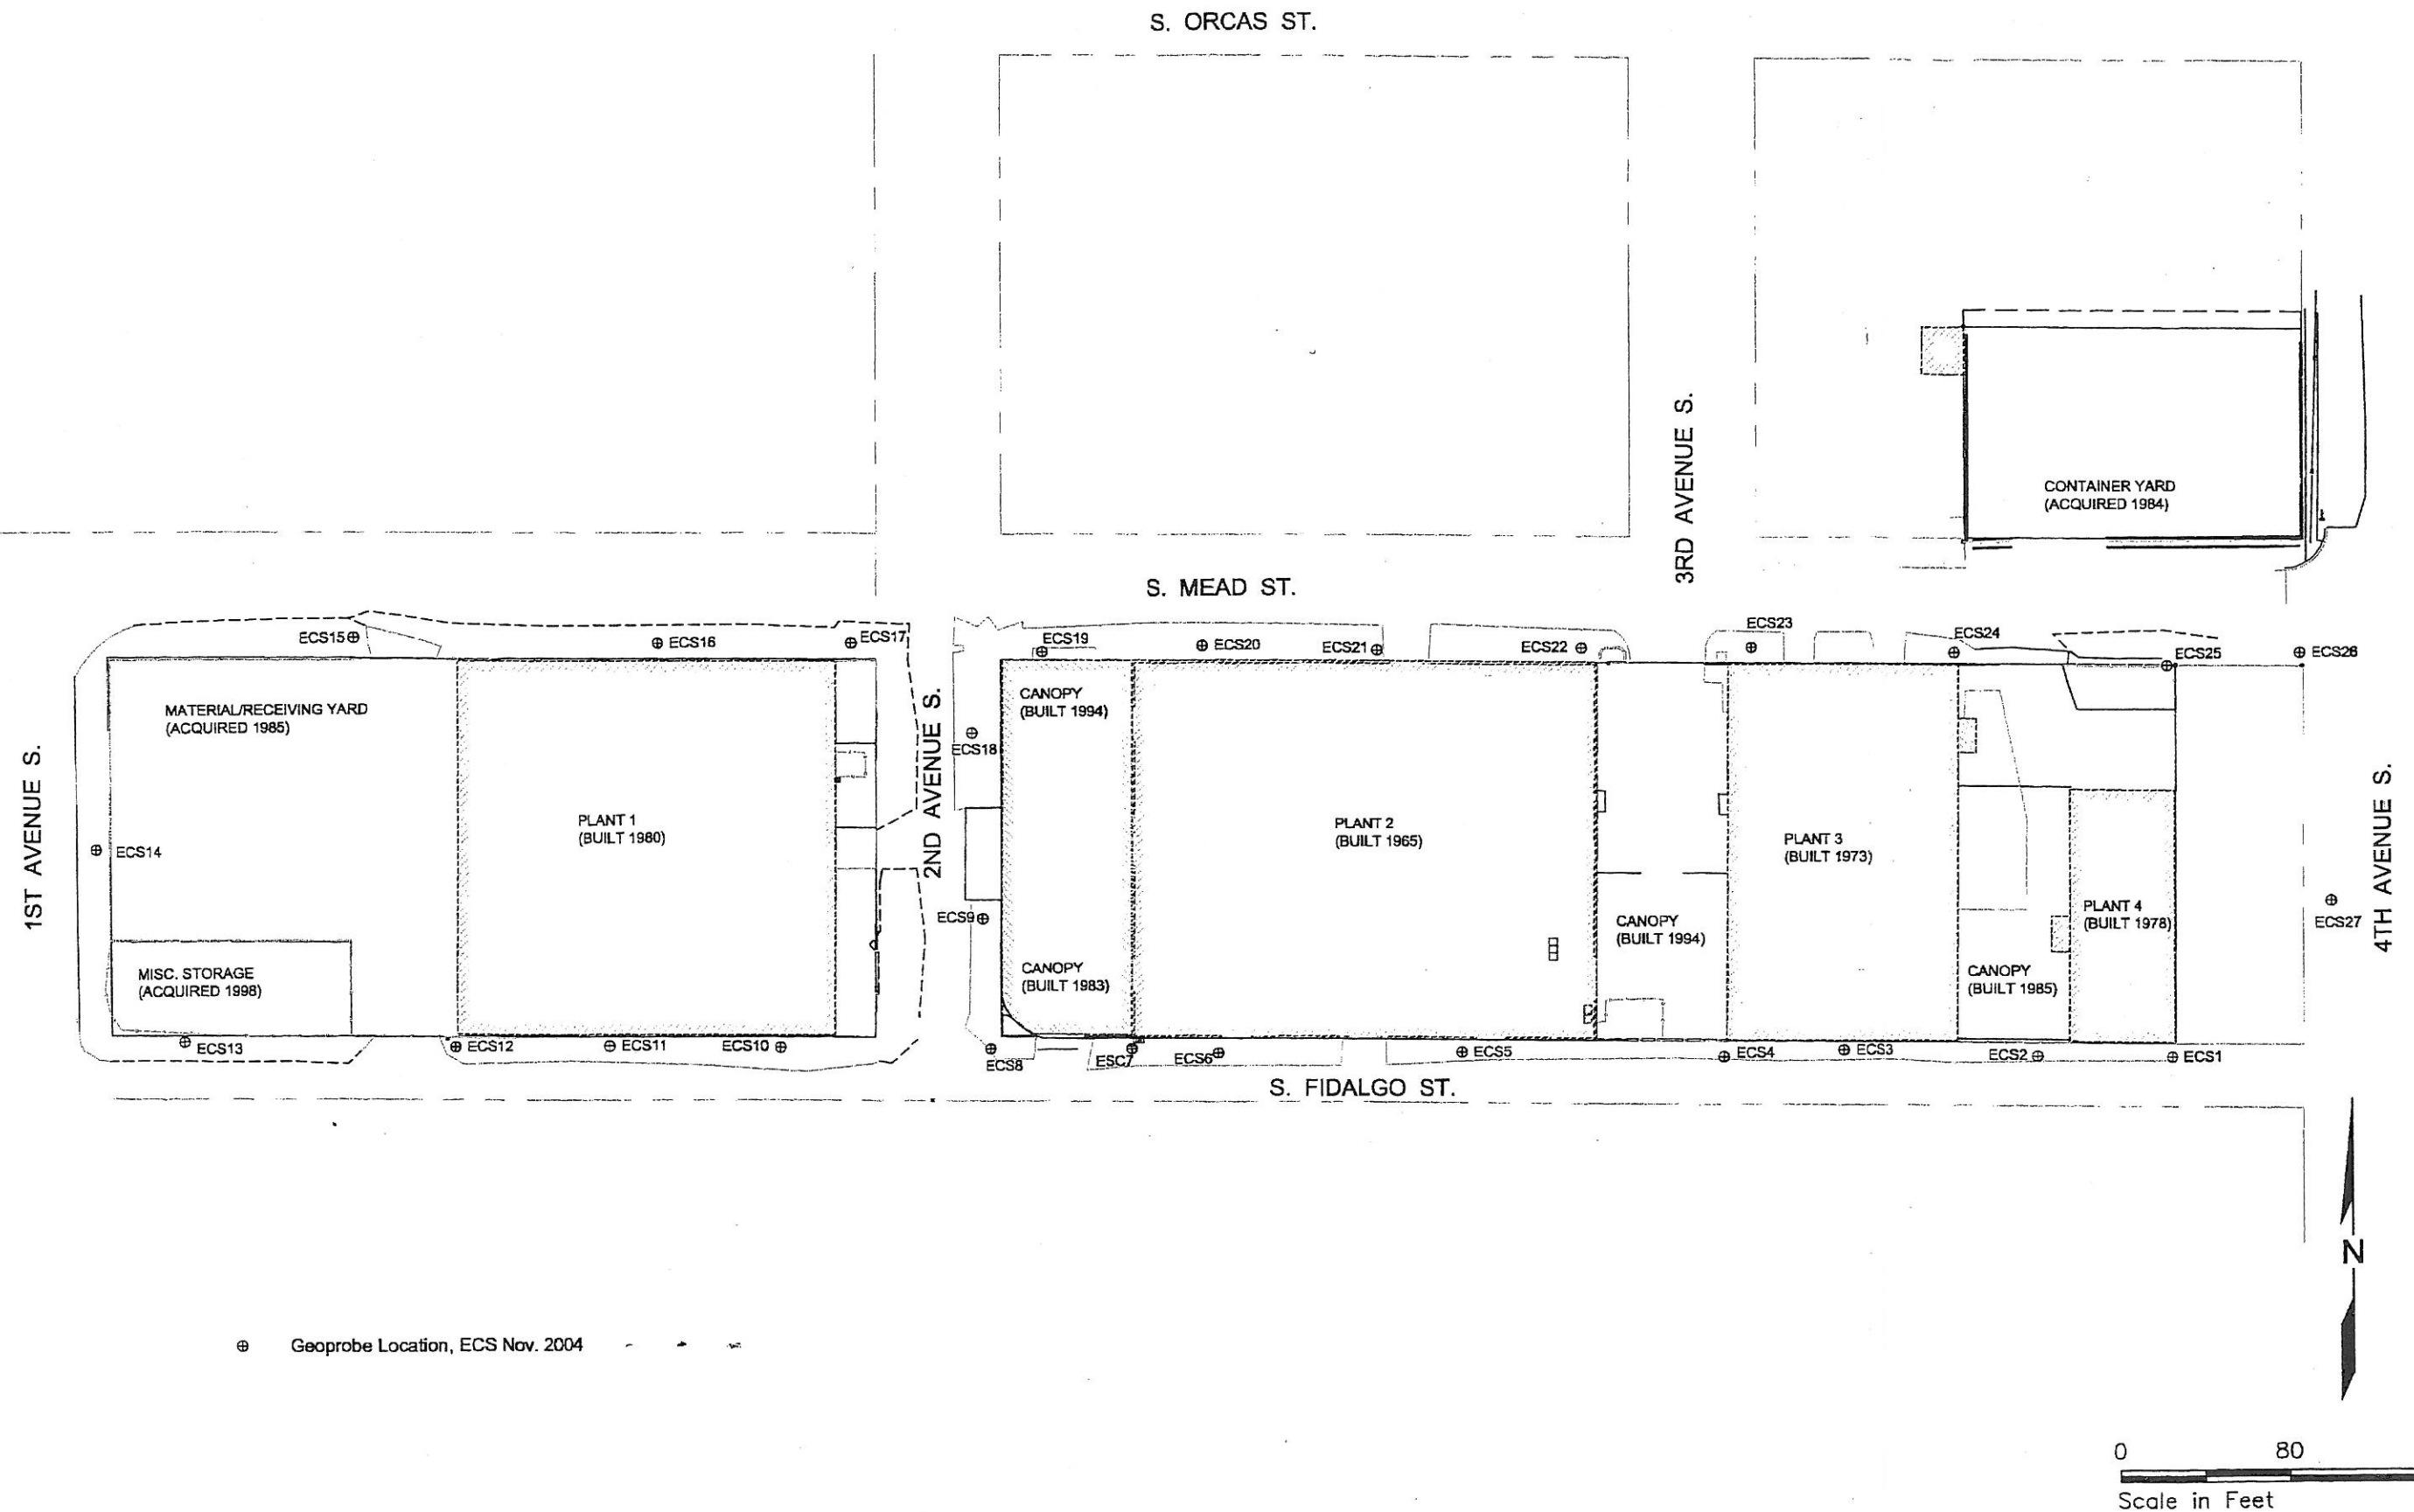 S. ORCAS ST.
3RD AVENUE S.
CONTAINER YARD
(ACQUIRED 1984)
S. MEAD ST.
ECS15
ECS16
ECS17
ECS19
ECS20
ECS21
ECS22
ECS23
ECS24
ECS25
ECS26
MATERIAL/RECEIVING YARD
(ACQUIRED 1985)
CANOPY
(BUILT 1994)
ECS18
1ST AVENUE S.
2ND AVENUE S.
4TH AVENUE S.
PLANT 1
(BUILT 1980)
PLANT 2
(BUILT 1965)
PLANT 3
(BUILT 1973)
ECS14
ECS9
CANOPY
(BUILT 1994)
PLANT 4
(BUILT 1978)
ECS27
MISC. STORAGE
(ACQUIRED 1998)
CANOPY
(BUILT 1983)
CANOPY
(BUILT 1985)
ECS13
ECS12
ECS11
ECS10
ECS8
ESC7
ECS6
ECS5
ECS4
ECS3
ECS2
ECS1
S. FIDALGO ST.
N
Geoprobe Location, ECS Nov. 2004
0 80
Scale in Feet